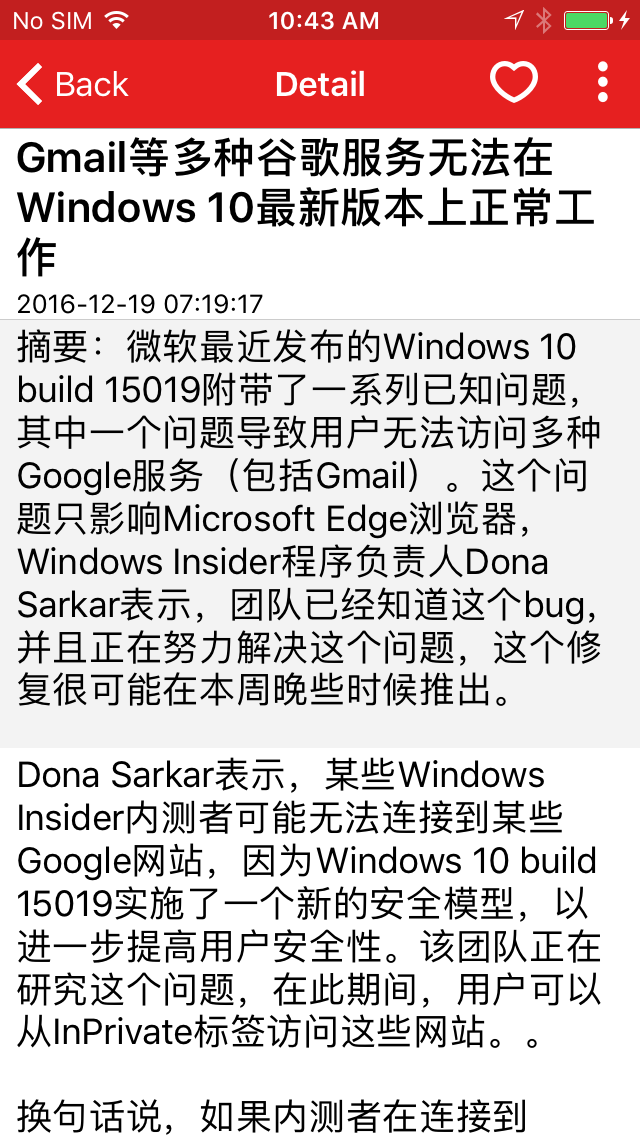 No SIM 10:43 AM
Back Detail
Gmail等多种谷歌服务无法在
Windows 10最新版本上正常工
作
2016-12-19 07:19:17
摘要：微软最近发布的Windows 10
build 15019附带了一系列已知问题，
其中一个问题导致用户无法访问多种
Google服务（包括Gmail）。这个问
题只影响Microsoft Edge浏览器，
Windows Insider程序负责人Dona
Sarkar表示，团队已经知道这个bug，
并且正在努力解决这个问题，这个修
复很可能在本周晚些时候推出。
Dona Sarkar表示，某些Windows
Insider内测者可能无法连接到某些
Google网站，因为Windows 10 build
15019实施了一个新的安全模型，以
进一步提高用户安全性。该团队正在
研究这个问题，在此期间，用户可以
从InPrivate标签访问这些网站。。
换句话说，如果内测者在连接到